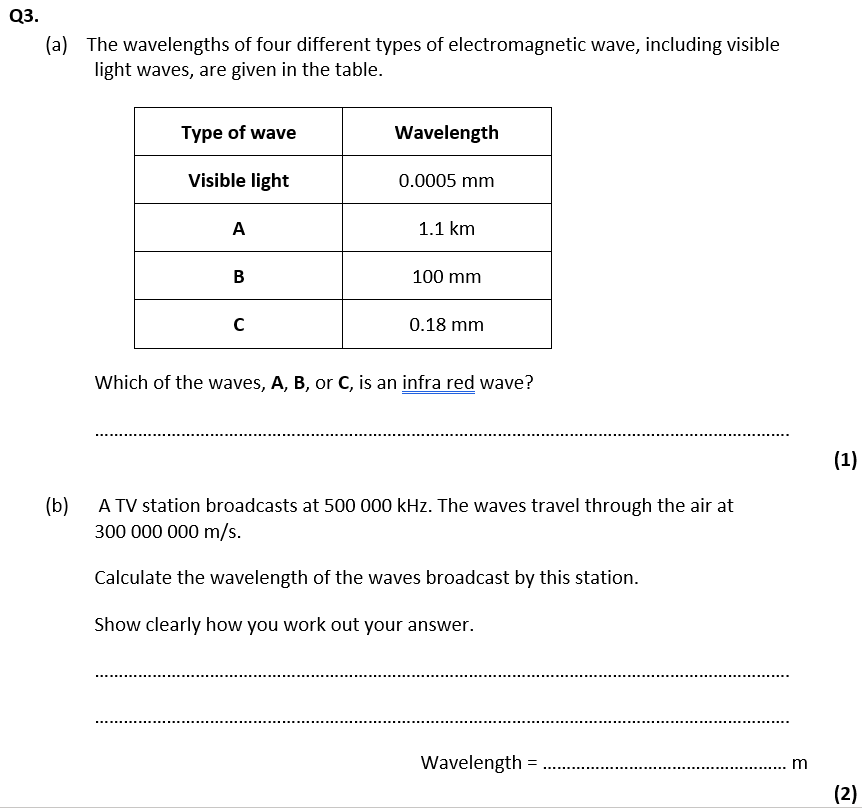 Q3.
(a) The wavelengths of four different types of electromagnetic wave, including visible
light waves, are given in the table.
Type of wave Wavelength
Visible light 0.0005 mm
A 1.1 km
B 100 mm
C 0.18 mm
Which of the waves, A, B, or C, is an infra red wave?
(1)
(b) A TV station broadcasts at 500 000 kHz. The waves travel through the air at
300 000 000 m/s.
Calculate the wavelength of the waves broadcast by this station.
Show clearly how you work out your answer.
Wavelength = .................................................. m
(2)